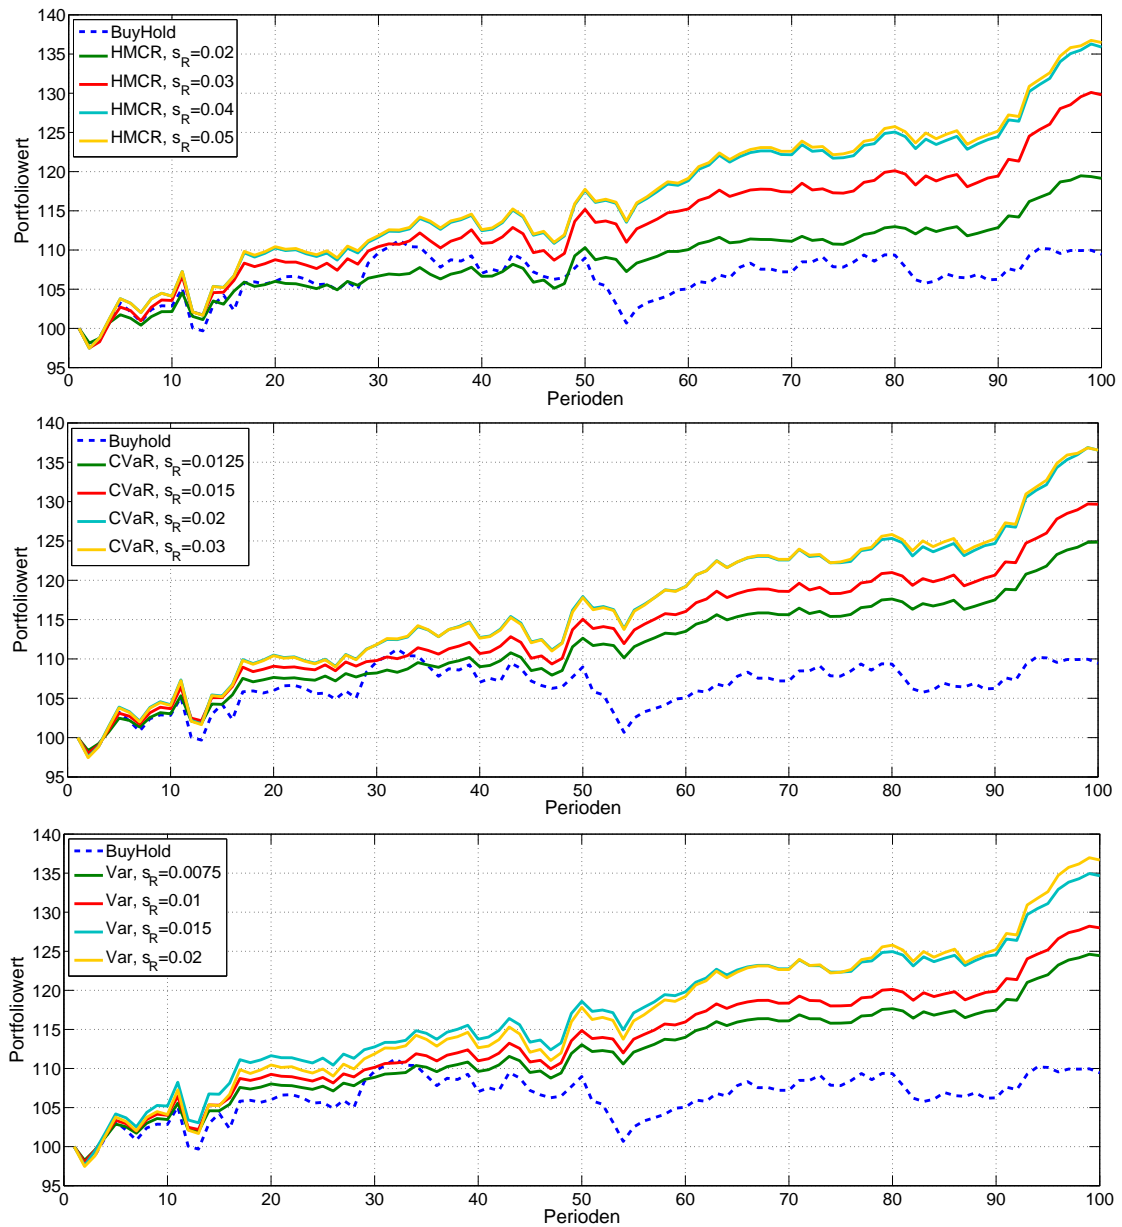 140
135
130
125
120
115
110
105
100
95
Portfoliowert
BuyHold
HMCR, s_R=0.02
HMCR, s_R=0.03
HMCR, s_R=0.04
HMCR, s_R=0.05
0 10 20 30 40 50 60 70 80 90 100
Perioden
140
135
130
125
120
115
110
105
100
95
Portfoliowert
Buyhold
CVaR, s_R=0.0125
CVaR, s_R=0.015
CVaR, s_R=0.02
CVaR, s_R=0.03
0 10 20 30 40 50 60 70 80 90 100
Perioden
140
135
130
125
120
115
110
105
100
95
Portfoliowert
BuyHold
Var, s_R=0.0075
Var, s_R=0.01
Var, s_R=0.015
Var, s_R=0.02
0 10 20 30 40 50 60 70 80 90 100
Perioden